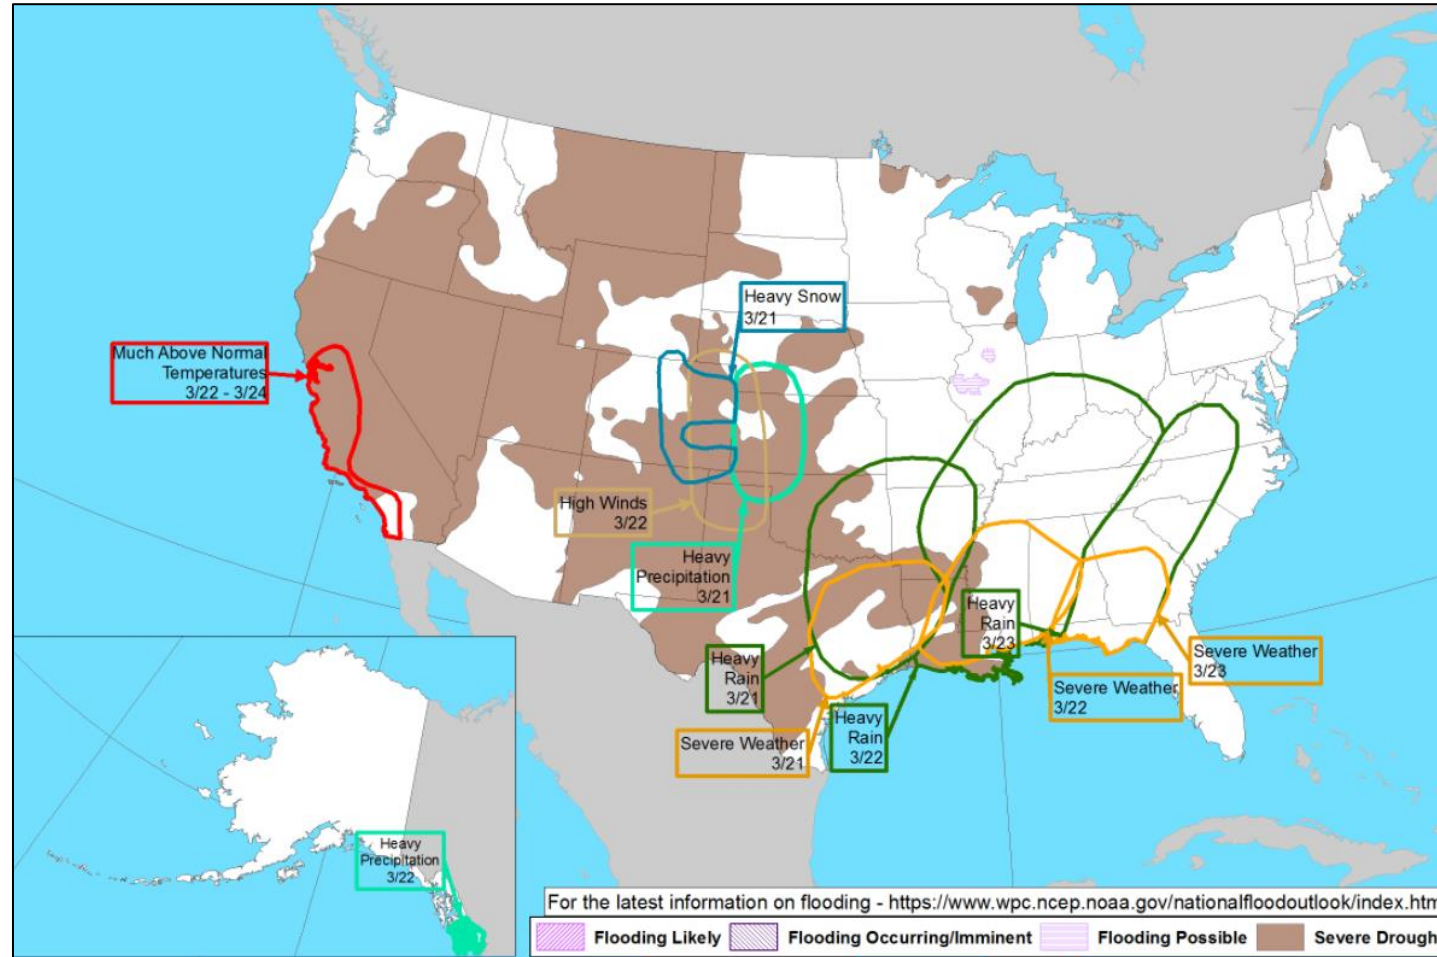 Heavy Snow
3/21
Much Above Normal
Temperatures
3/22 - 3/24
High Winds
3/22
Heavy
Precipitation
3/21
Heavy
Rain
3/23
Heavy
Rain
3/21
Severe Weather
3/23
Severe Weather
3/22
Heavy
Rain
3/22
Severe Weather
3/21
Heavy
Precipitation
3/22
For the latest information on flooding - https://www.wpc.ncep.noaa.gov/nationalfloodoutlook/index.htm
Flooding Likely
Flooding Occurring/Imminent
Flooding Possible
Severe Drough